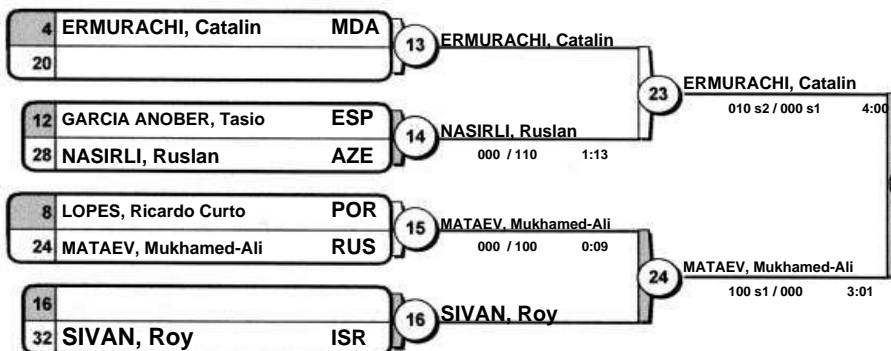 4 ERMURACHI, Catalin MDA
20
13
ERMURACHI, Catalin
12 GARCIA ANOBER, Tasio ESP
28 NASIRLI, Ruslan AZE
14
NASIRLI, Ruslan
000 / 110 1:13
23
ERMURACHI, Catalin
010 s2 / 000 s1 4:00
8 LOPES, Ricardo Curto POR
24 MATAEV, Mukhamed-Ali RUS
15
MATAEV, Mukhamed-Ali
000 / 100 0:09
16
32 SIVAN, Roy ISR
16
SIVAN, Roy
24
MATAEV, Mukhamed-Ali
100 s1 / 000 3:01